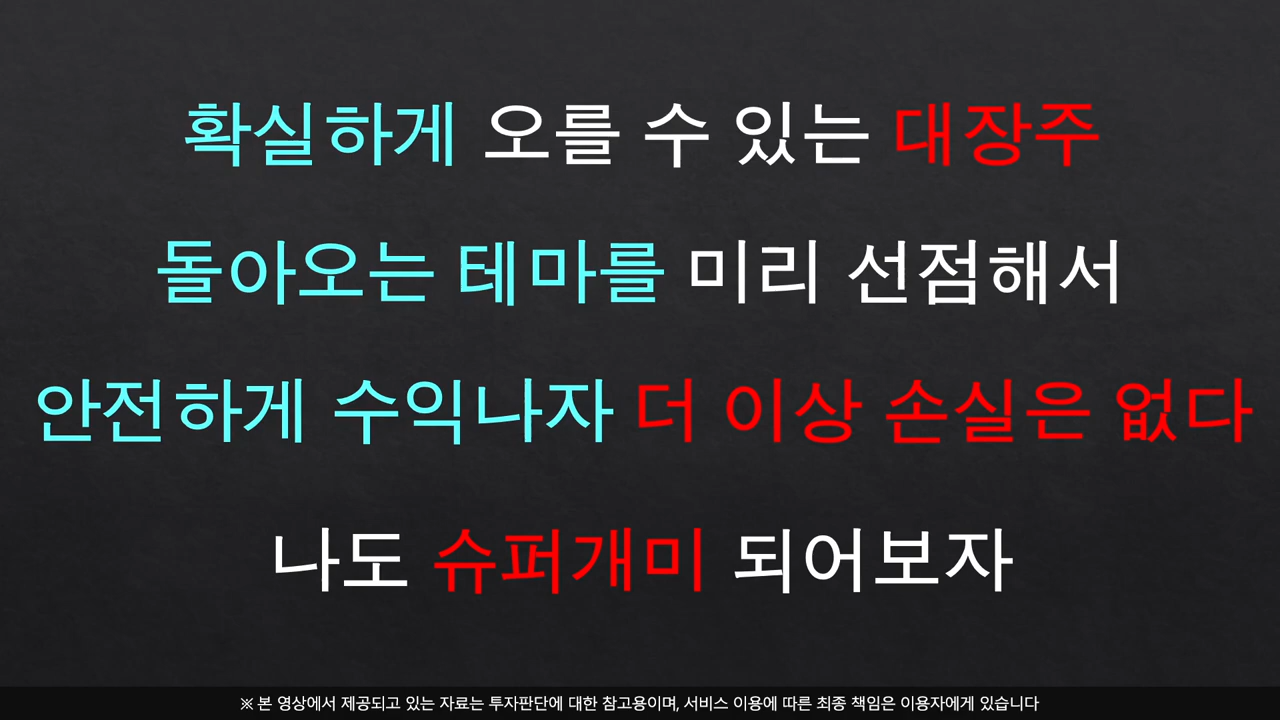 확실하게 오를 수 있는 대장주
돌아오는 테마를 미리 선점해서
안전하게 수익나자 더 이상 손실은 없다
나도 슈퍼개미 되어보자
※ 본 영상에서 제공되고 있는 자료는 투자판단에 대한 참고용이며, 서비스 이용에 따른 최종 책임은 이용자에게 있습니다